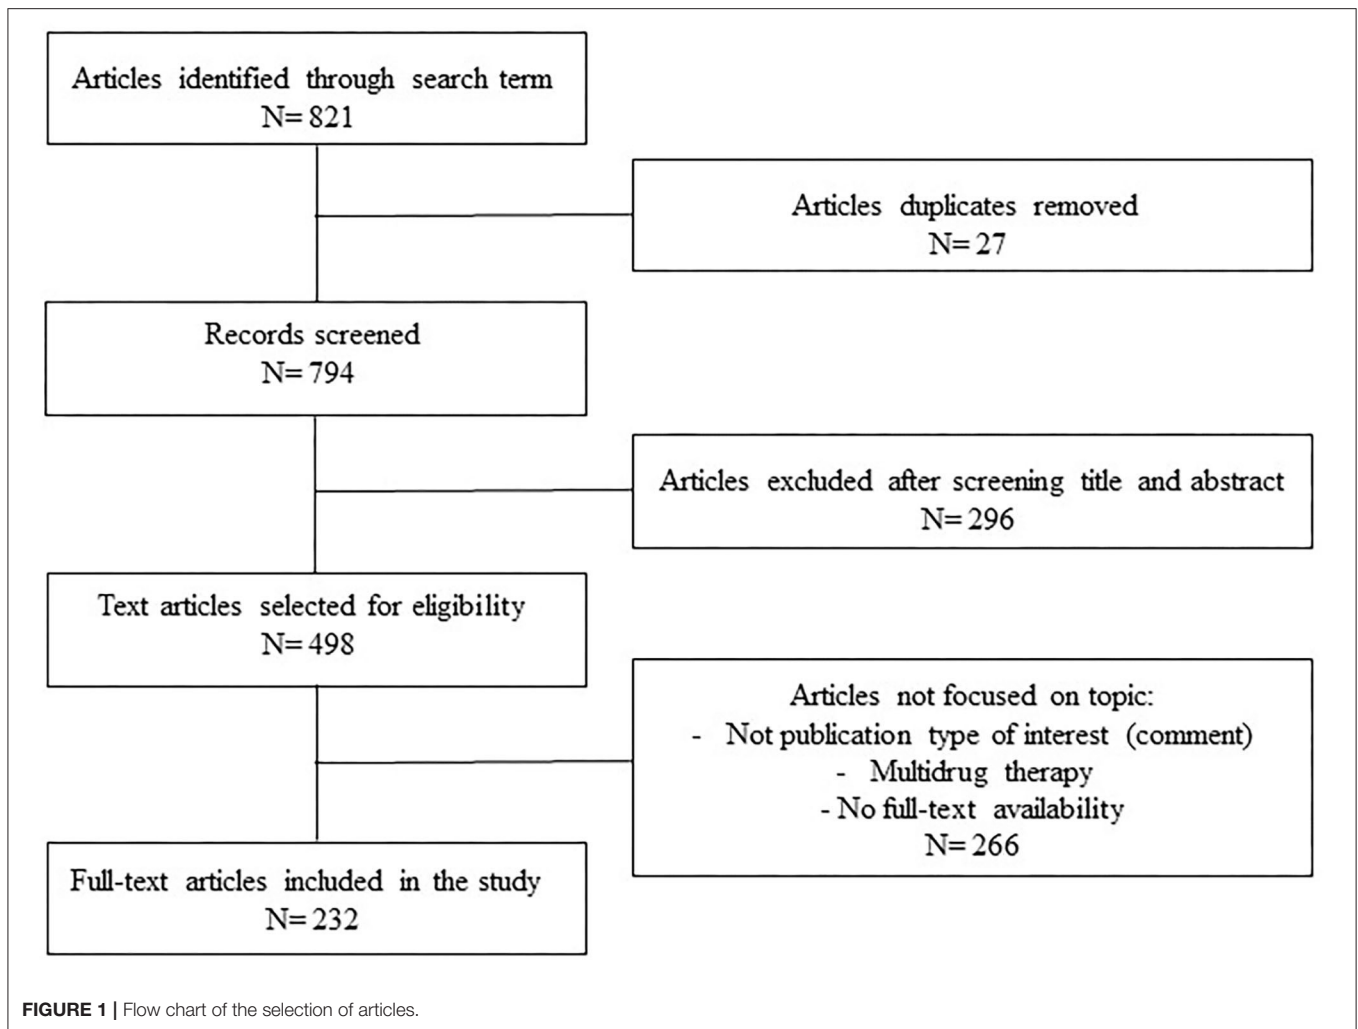 Articles identified through search term
N= 821
Articles duplicates removed
N= 27
Records screened
N= 794
Articles excluded after screening title and abstract
N= 296
Text articles selected for eligibility
N= 498
Articles not focused on topic:
- Not publication type of interest (comment)
- Multidrug therapy
- No full-text availability
N= 266
Full-text articles included in the study
N= 232
FIGURE 1 | Flow chart of the selection of articles.